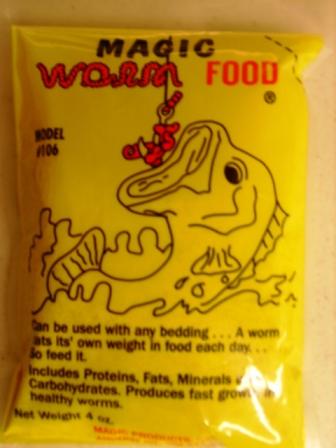 MAGIC
worm FOOD
®
MODEL
#106
Can be used with any bedding . . . A worm
eats its' own weight in food each day. . .
So feed it.
Includes Proteins, Fats, Minerals
Carbohydrates. Produces fast growth in
healthy worms.
Net Weight 4 oz.
MAGIC PRODUCTS